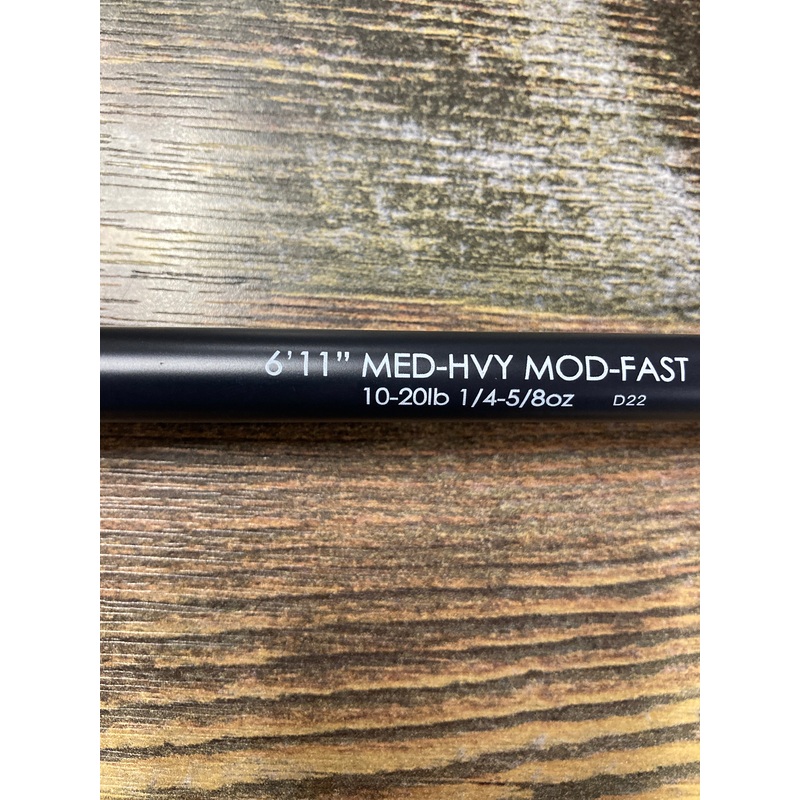 6'11” MED-HVY MOD-FAST
10-20lb 1/4-5/8oz D22